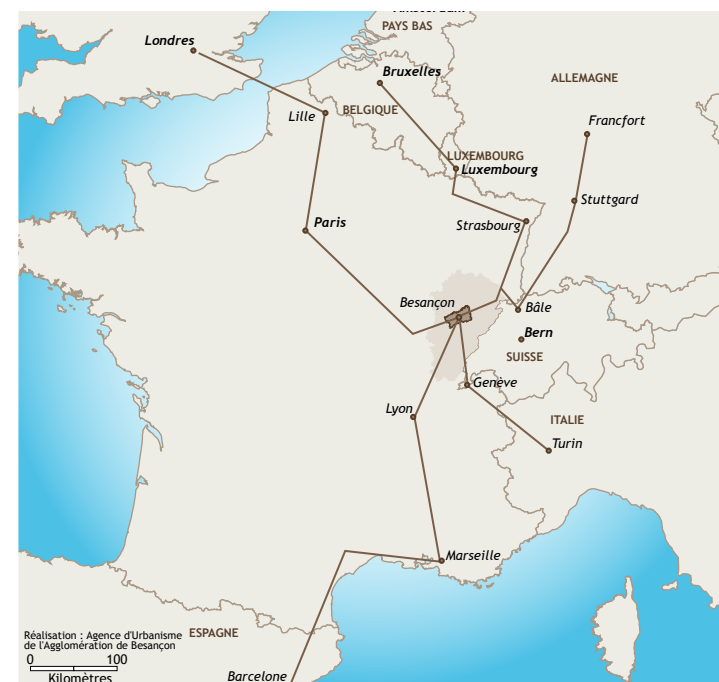 PAYS BAS
Londres
Bruxelles
ALLEMAGNE
BELGIQUE
Lille
Francfort
LUXEMBOURG
Luxembourg
Stuttgard
Paris
Strasbourg
Besançon
Bâle
Bern
SUISSE
Genève
Lyon
ITALIE
Turin
Marseille
Réalisation : Agence d'Urbanisme
de l'Agglomération de Besançon
ESPAGNE
0 100
Kilomètres
Barcelone